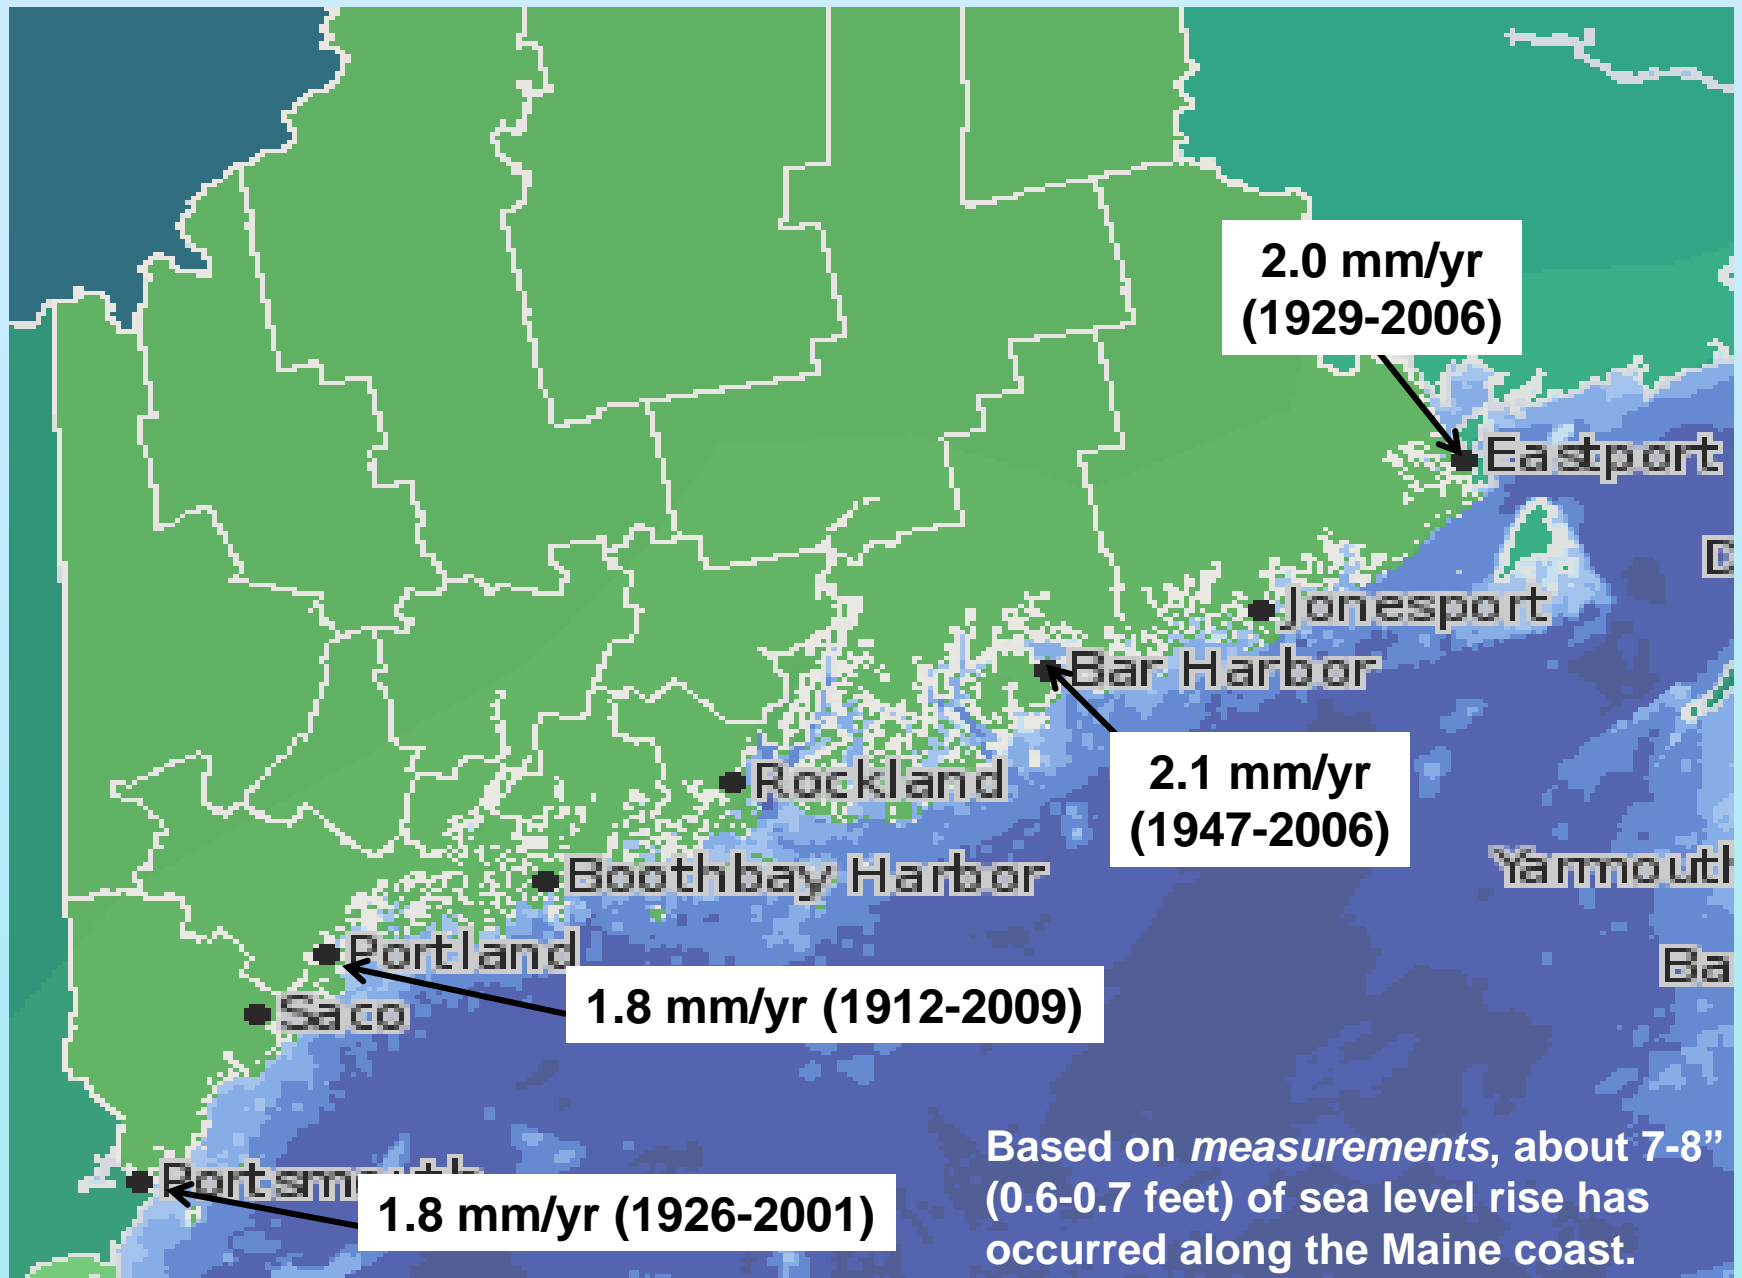 2.0 mm/yr
(1929-2006)
Eastport
Jonesport
Bar Harbor
2.1 mm/yr
(1947-2006)
Rockland
Boothbay Harbor
Portland
1.8 mm/yr (1912-2009)
Saco
Portsmouth
1.8 mm/yr (1926-2001)
Yarmouth
Ba
D
Based on measurements, about 7-8”
(0.6-0.7 feet) of sea level rise has
occurred along the Maine coast.